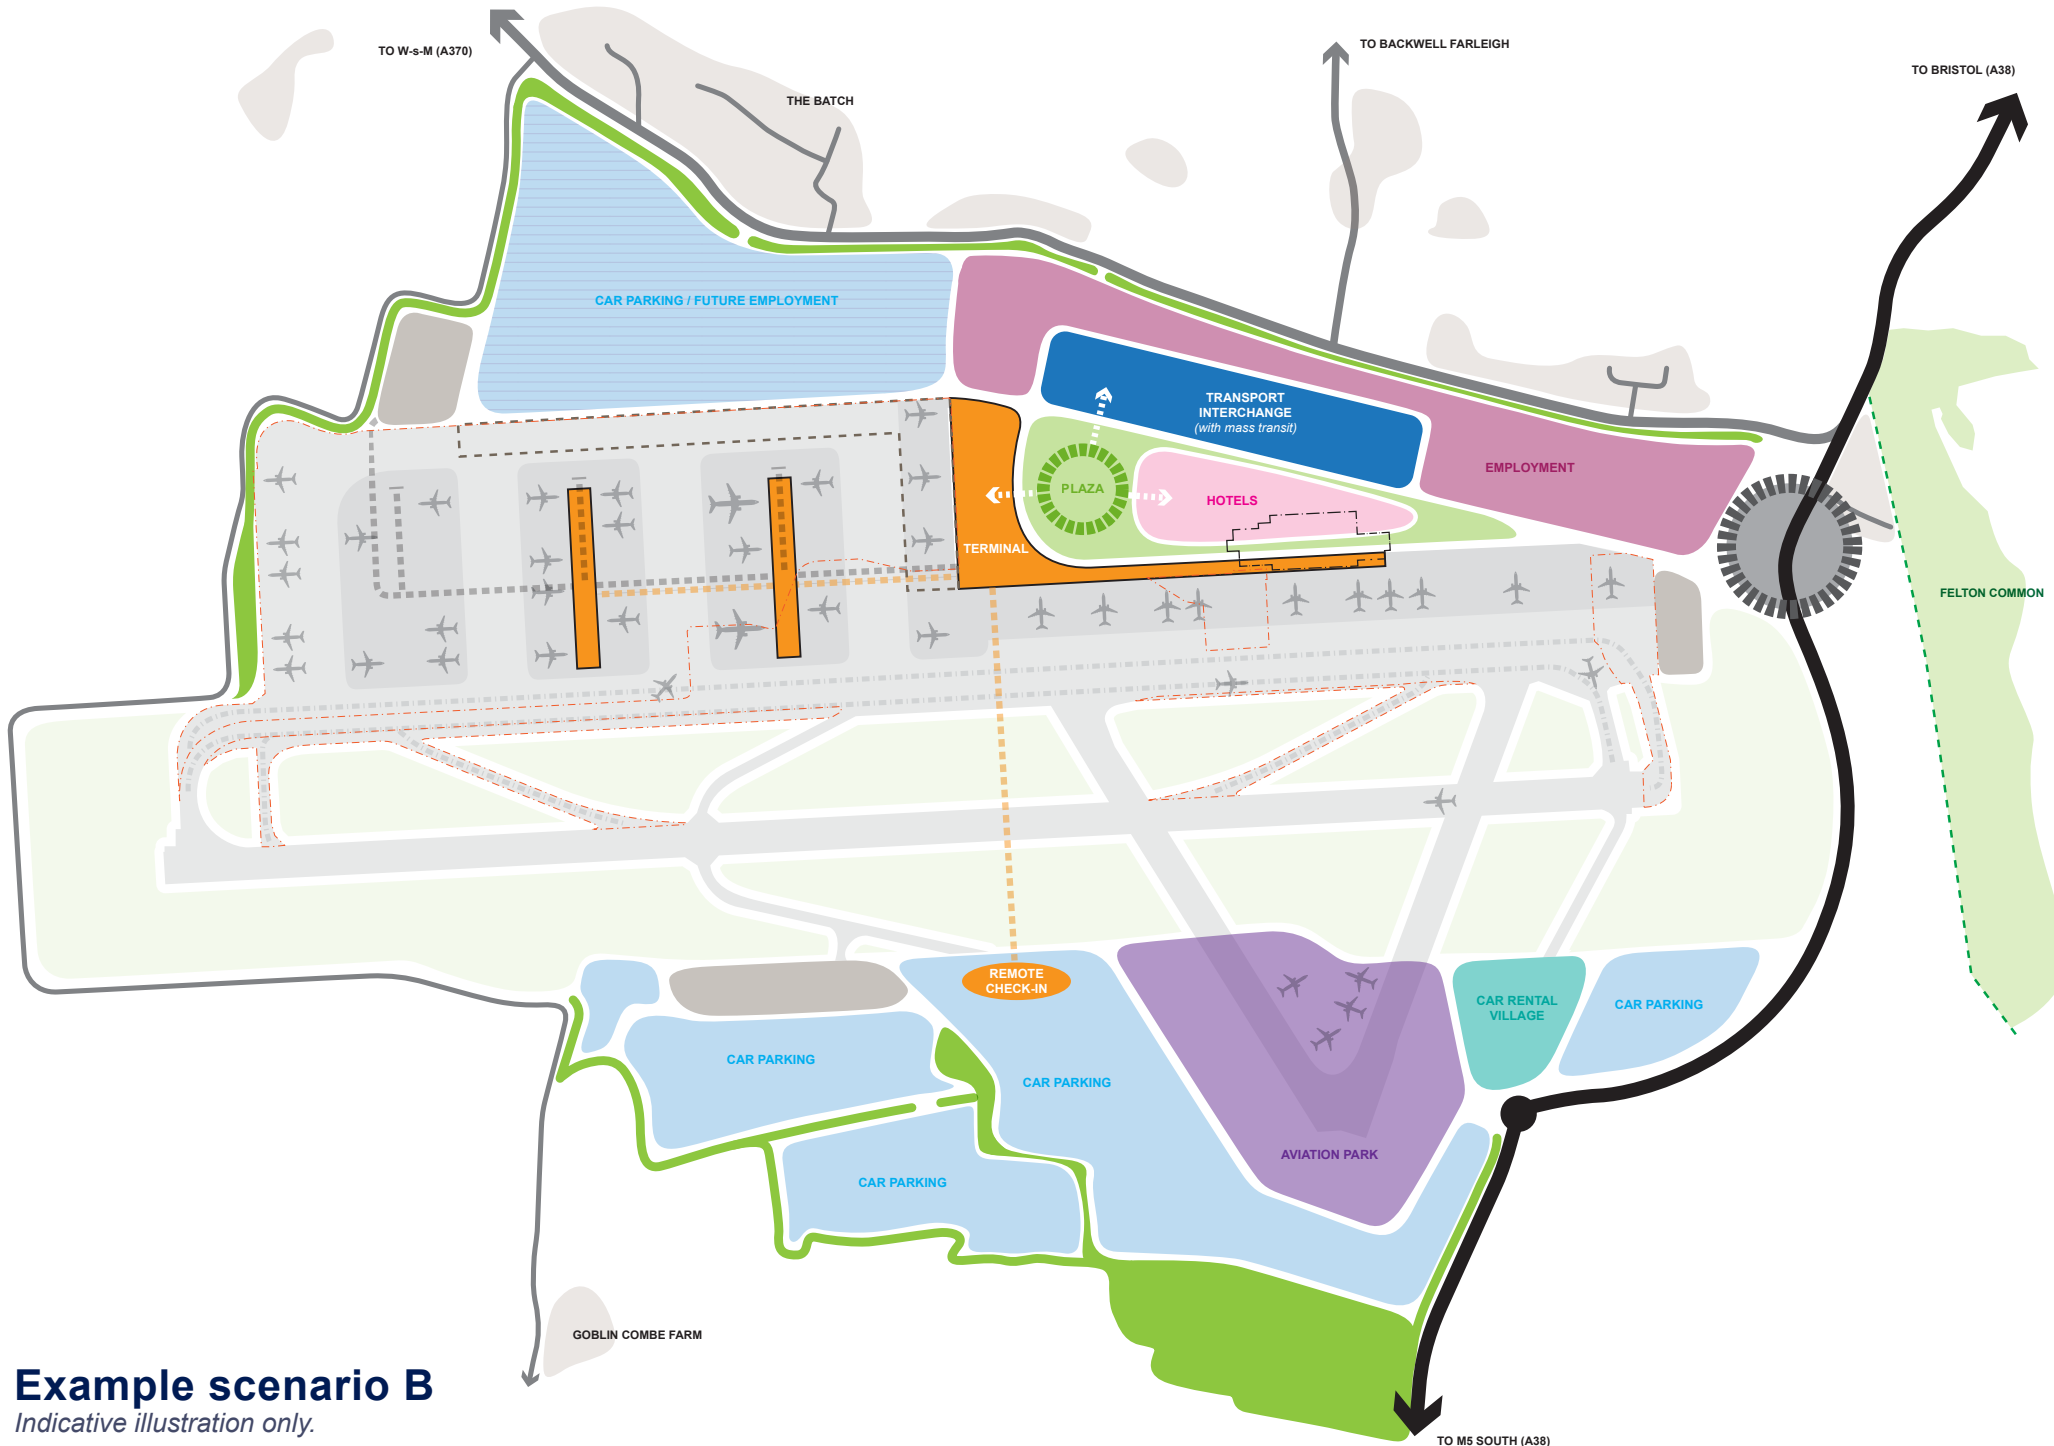 TO W-s-M (A370)
TO BACKWELL FARLEIGH
TO BRISTOL (A38)
THE BATCH
CAR PARKING / FUTURE EMPLOYMENT
TRANSPORT
INTERCHANGE
(with mass transit)
EMPLOYMENT
PLAZA
HOTELS
TERMINAL
FELTON COMMON
REMOTE
CHECK-IN
CAR RENTAL
VILLAGE
CAR PARKING
CAR PARKING
CAR PARKING
AVIATION PARK
CAR PARKING
GOBLIN COMBE FARM
Example scenario B
Indicative illustration only.
TO M5 SOUTH (A38)